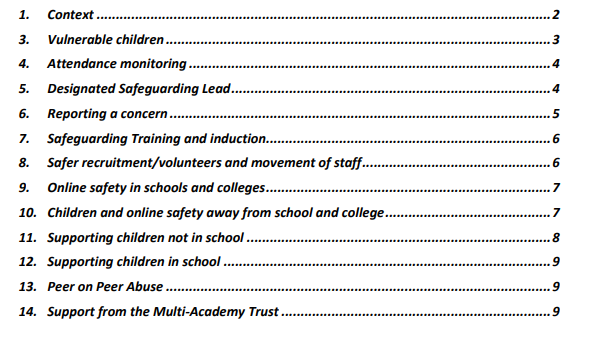 1. Context 2
3. Vulnerable children 3
4. Attendance monitoring 4
5. Designated Safeguarding Lead 4
6. Reporting a concern 5
7. Safeguarding Training and induction 6
8. Safer recruitment/volunteers and movement of staff 6
9. Online safety in schools and colleges 7
10. Children and online safety away from school and college 7
11. Supporting children not in school 8
12. Supporting children in school 9
13. Peer on Peer Abuse 9
14. Support from the Multi-Academy Trust 9